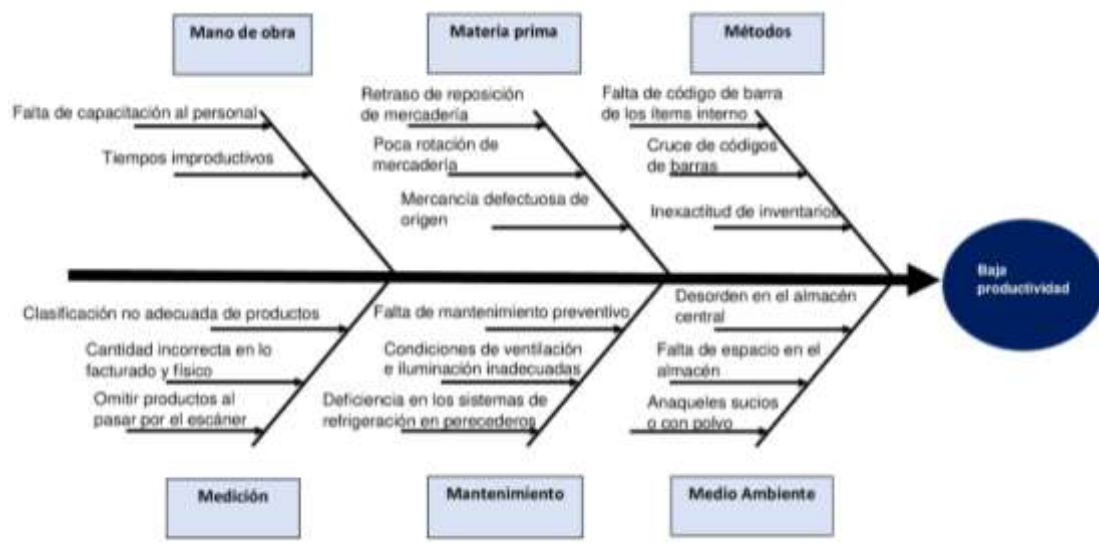 Mano de obra
Materia prima
Métodos
Falta de capacitación al personal
Tiempos improductivos
Retraso de reposición
de mercadería
Poca rotación de
mercadería
Mercancía defectuosa de
origen
Falta de código de barra
de los ítems interno
Cruce de códigos
de barras
Inexactitud de inventarios
Baja
productividad
Clasificación no adecuada de productos
Cantidad incorrecta en lo
facturado y físico
Omitir productos al
pasar por el escáner
Falta de mantenimiento preventivo
Condiciones de ventilación
e iluminación inadecuadas
Deficiencia en los sistemas de
refrigeración en perecederos
Desorden en el almacén
central
Falta de espacio en el
almacén
Anaqueles sucios
o con polvo
Medición
Mantenimiento
Medio Ambiente